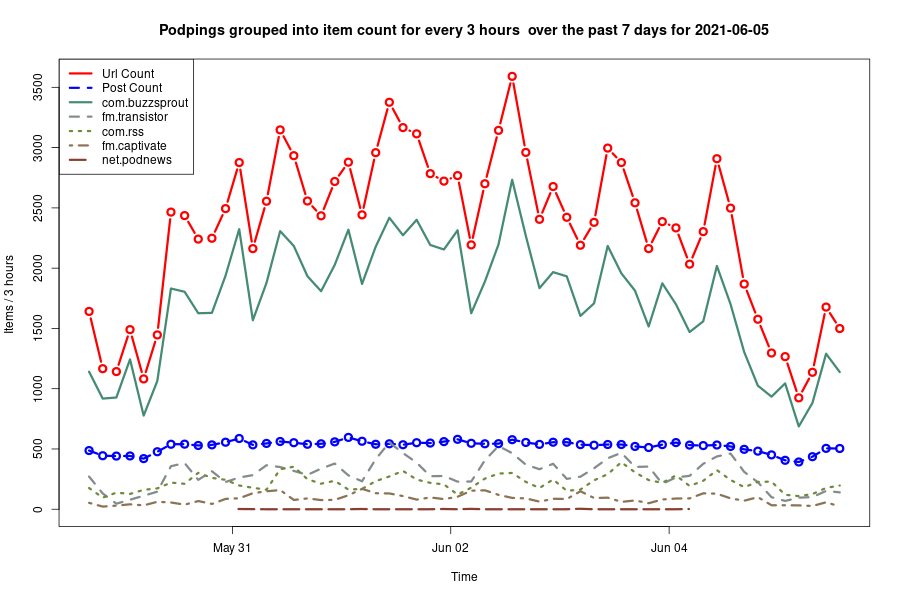 Podpings grouped into item count for every 3 hours  over the past 7 days for 2021-06-05
Url Count
Post Count
com.buzzsprout
fm.transistor
com.rss
fm.captivate
net.podnews
Items / 3 hours
3500
3000
2500
2000
1500
1000
500
0
May 31
Jun 02
Jun 04
Time